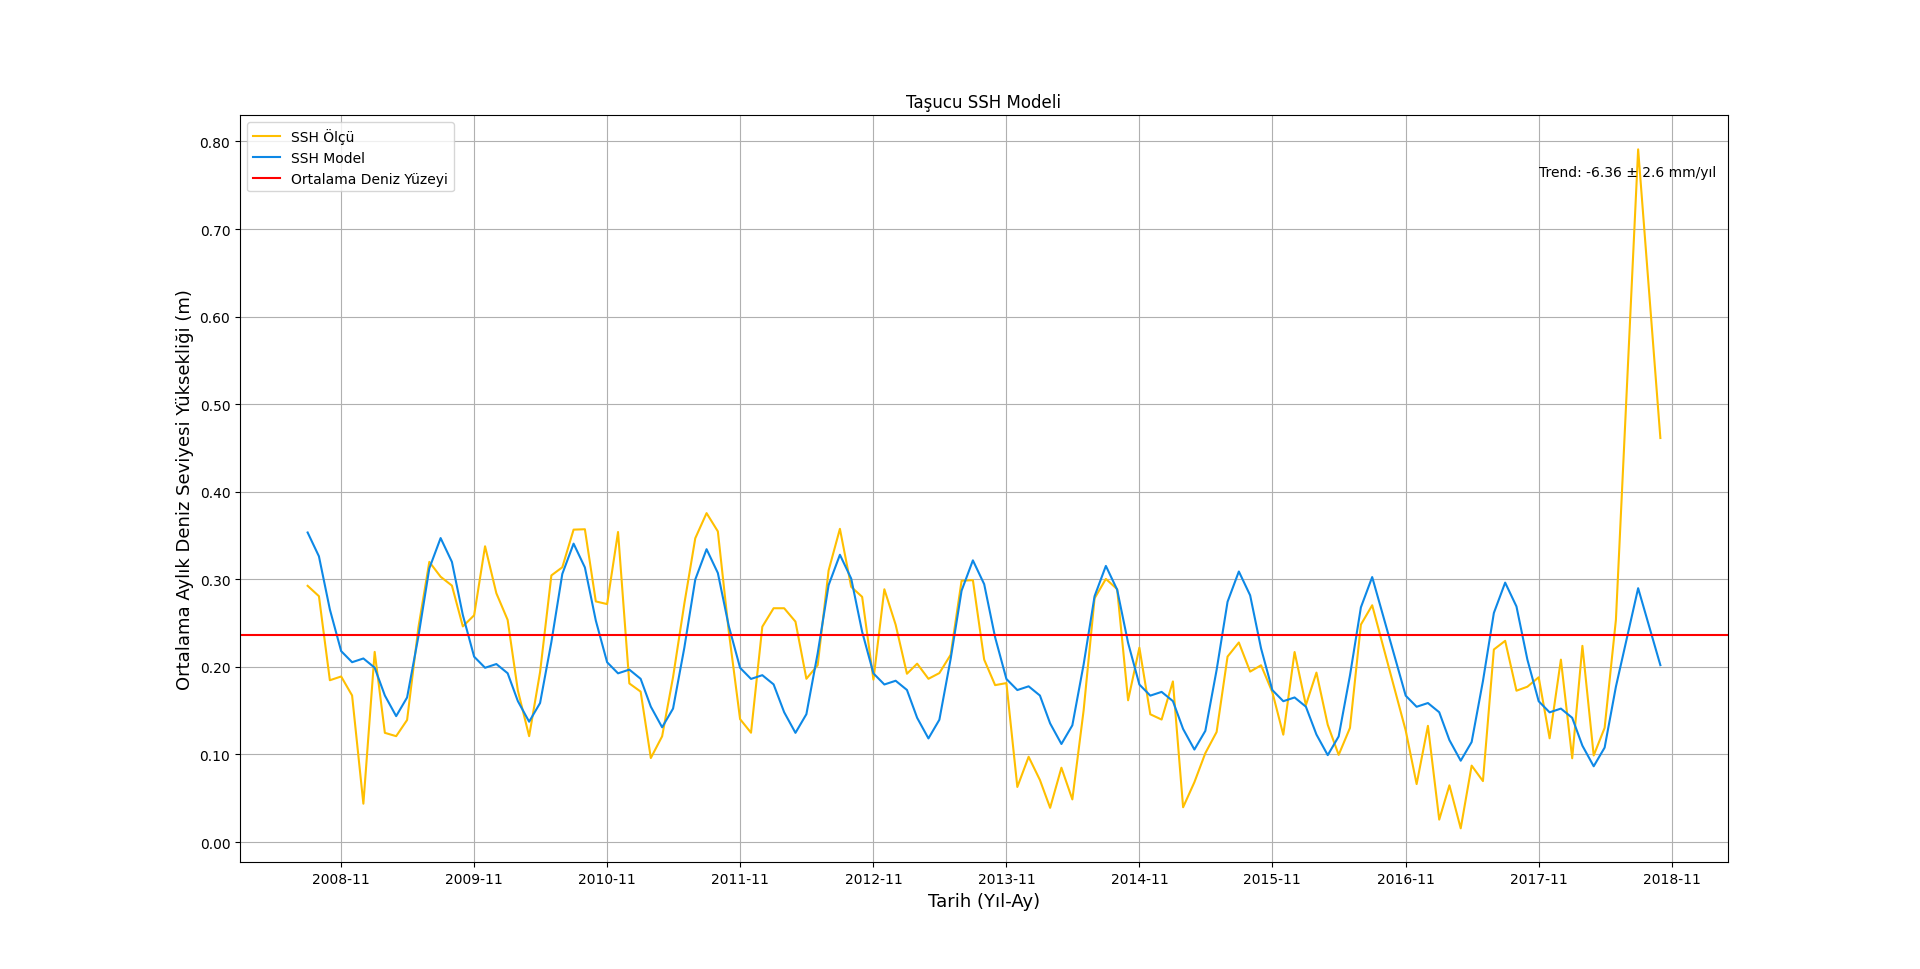 Taşucu SSH Modeli
SSH Ölçü
SSH Model
Ortalama Deniz Yüzeyi
Trend: -6.36 ± 2.6 mm/yıl
Ortalama Aylık Deniz Seviyesi Yüksekliği (m)
0.80
0.70
0.60
0.50
0.40
0.30
0.20
0.10
0.00
2008-11 2009-11 2010-11 2011-11 2012-11 2013-11 2014-11 2015-11 2016-11 2017-11 2018-11
Tarih (Yıl-Ay)